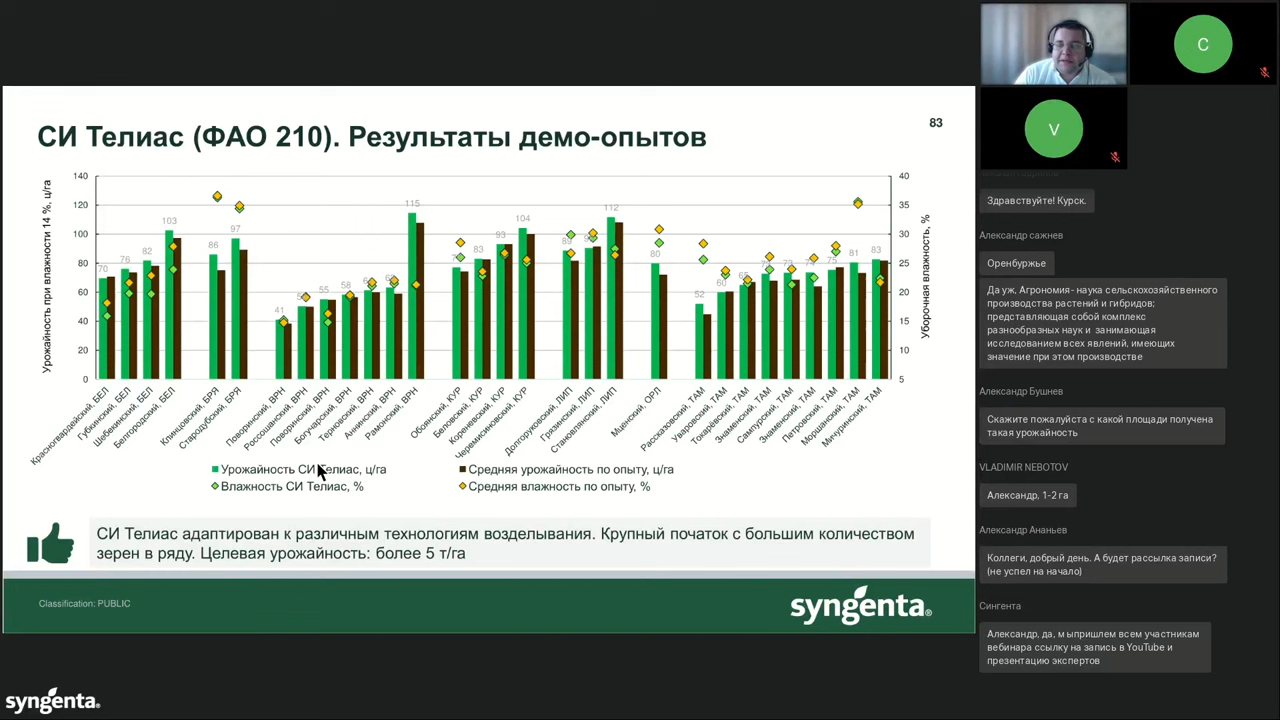 СИ Телиас (ФАО 210). Результаты демо-опытов
83
Урожайность при влажности 14 %, ц/га
140
120
100
80
60
40
20
0
70
76
82
103
86
97
41
55
58
115
83
93
104
112
80
52
60
75
81
83
40
35
30
25
20
15
10
5
Уборочная влажность, %
Красногвардейский, БЕЛ
Губкинский, БЕЛ
Шебекинский, БЕЛ
Белгородский, БЕЛ
Клинцовский, БРЯ
Стародубский, БРЯ
Поворинский, ВРН
Россошанский, ВРН
Поворинский, ВРН
Богучарский, ВРН
Терновский, ВРН
Аннинский, ВРН
Рамонский, ВРН
Обоянский, КУР
Беловский, КУР
Кореневский, КУР
Черемисиновский, КУР
Долгоруковский, ЛИП
Грязинский, ЛИП
Становлянский, ЛИП
Мценский, ОРЛ
Рассказовский, ТАМ
Уваровский, ТАМ
Токарёвский, ТАМ
Знаменский, ТАМ
Сампурский, ТАМ
Знаменский, ТАМ
Петровский, ТАМ
Моршанский, ТАМ
Мичуринский, ТАМ
Урожайность СИ Телиас, ц/га
Средняя урожайность по опыту, ц/га
Влажность СИ Телиас, %
Средняя влажность по опыту, %
СИ Телиас адаптирован к различным технологиям возделывания. Крупный початок с большим количеством
зерен в ряду. Целевая урожайность: более 5 т/га
Classification: PUBLIC
syngenta®
syngenta®
C
V
Здравствуйте! Курск.
Александр сажнев
Оренбуржье
Да уж, Агрономия- наука сельскохозяйственного
производства растений и гибридов;
представляющая собой комплекс
разнообразных наук и занимающая
исследованием всех явлений, имеющих
значение при этом производстве
Александр Бушнев
Скажите пожалуйста с какой площади получена
такая урожайность
VLADIMIR NEBOTOV
Александр, 1-2 га
Александр Ананьев
Коллеги, добрый день. А будет рассылка записи?
(не успел на начало)
Сингента
Александр, да, м ыпришлем всем участникам
вебинара ссылку на запись в YouTube и
презентацию экспертов